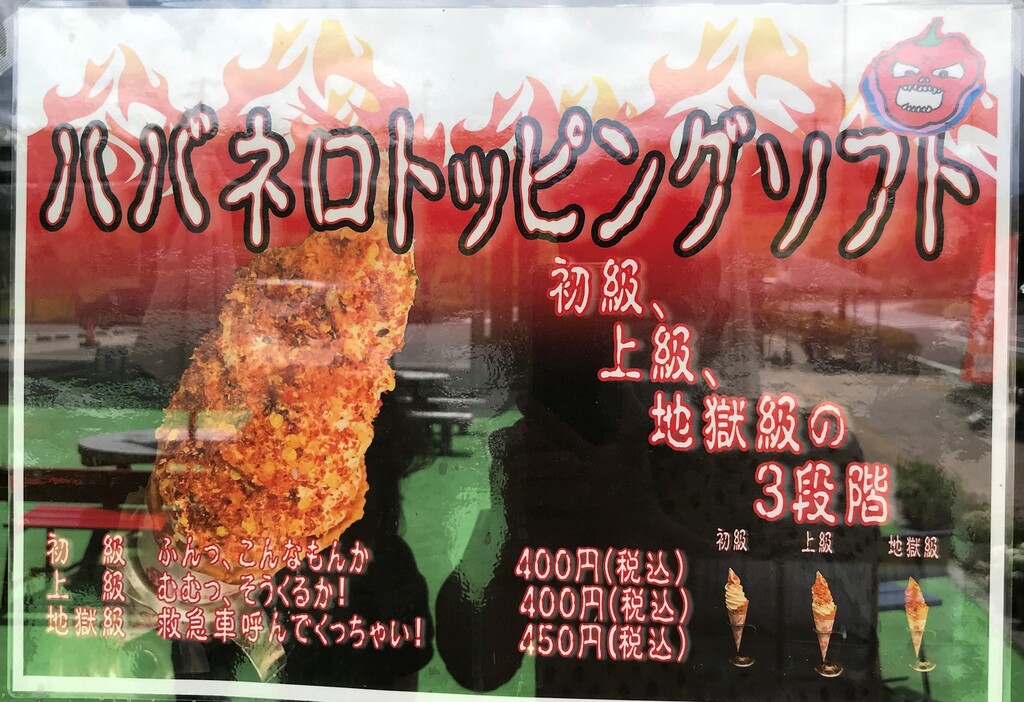 ハバネロトッピングソフト
初級、
上級、
地獄級の
3段階
初級 上級 地獄級
初級 ふんっ、こんなもんか 400円(税込)
上級 むむっ、そうくるか! 400円(税込)
地獄級 救急車呼んでくっちゃい! 450円(税込)